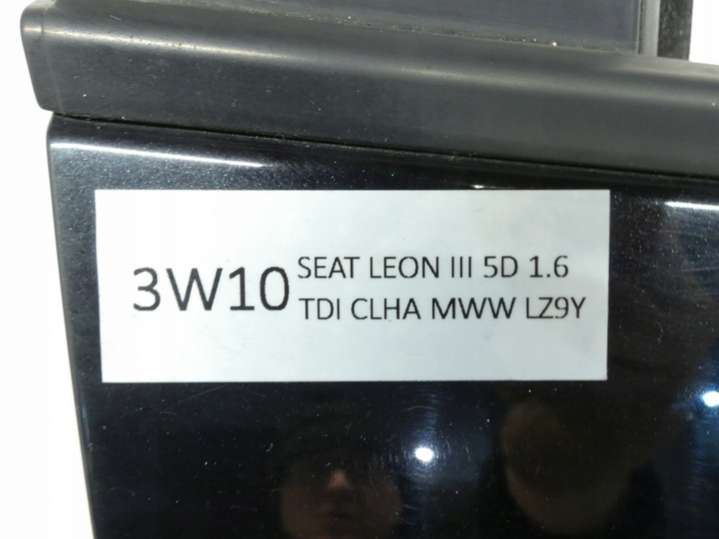 3W10
SEAT LEON III 5D 1.6
TDI CLHA MWW LZ9Y